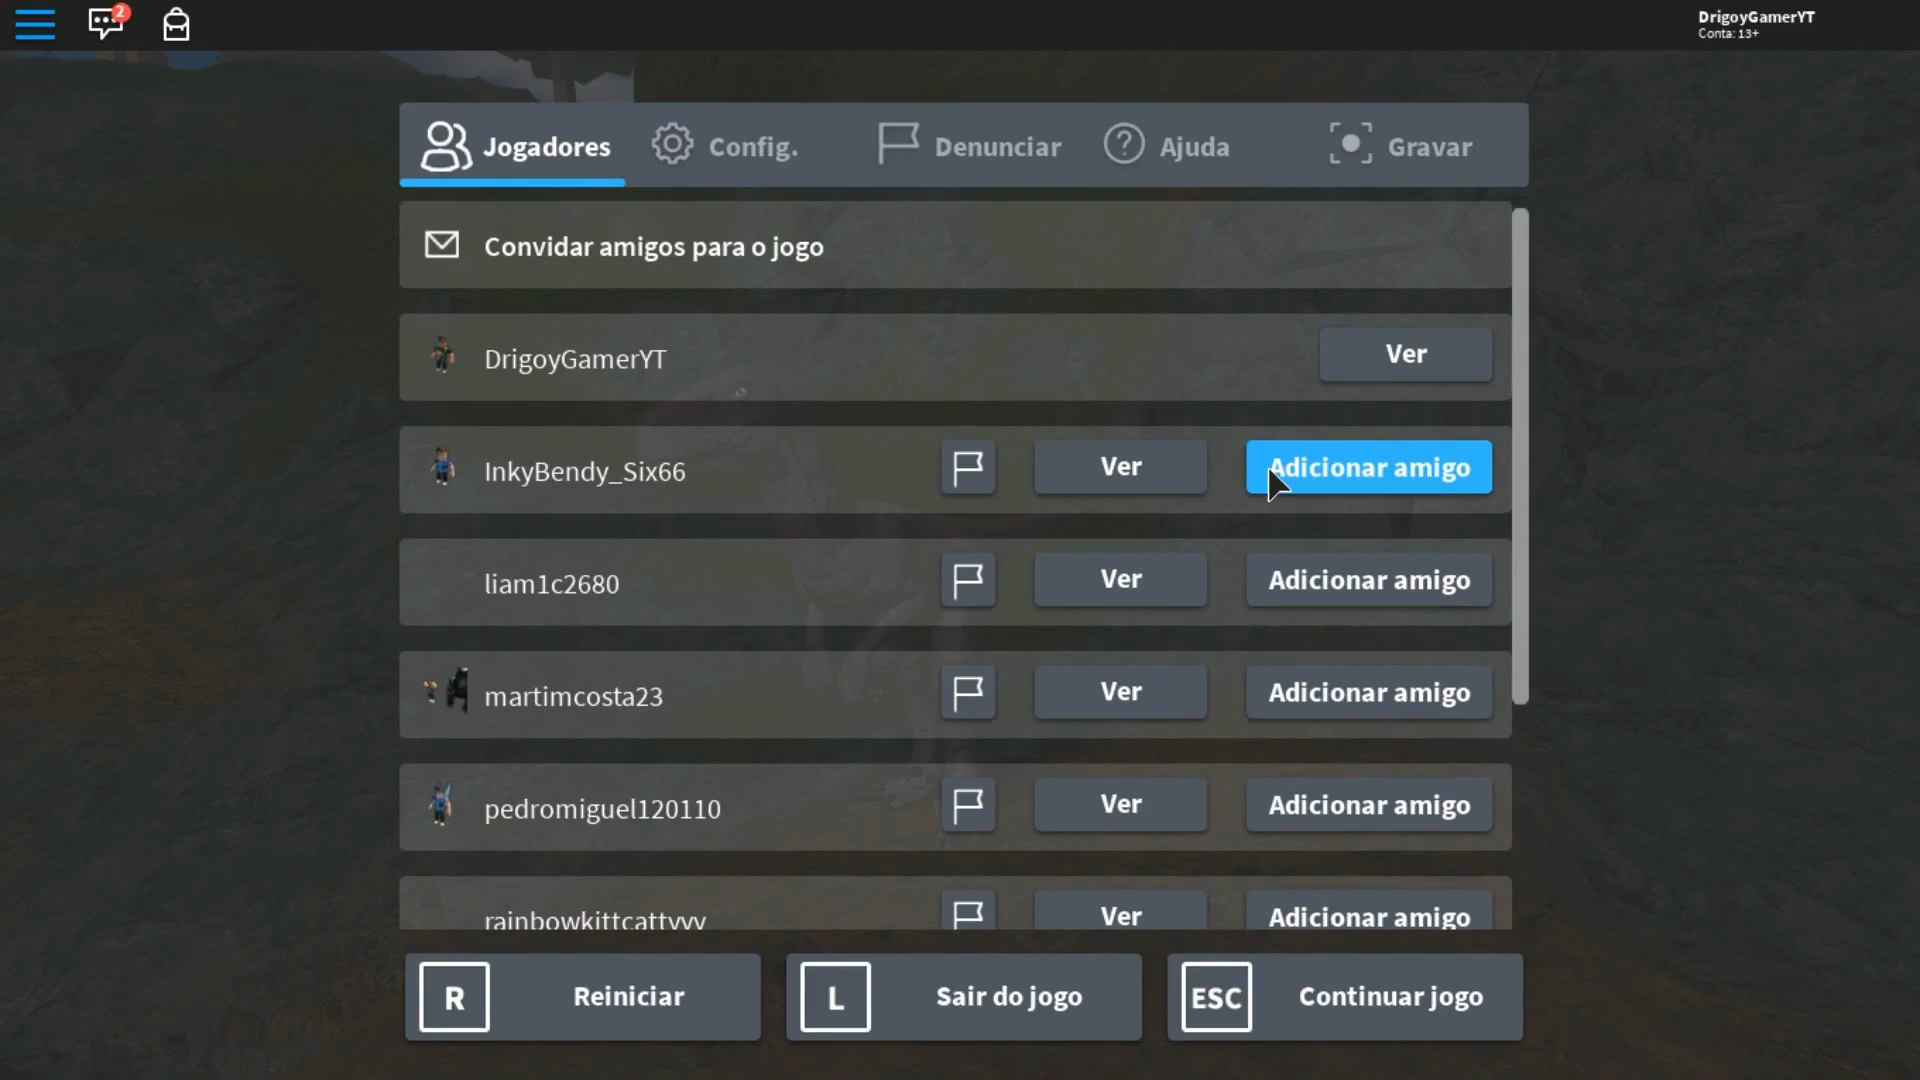 2
DrigoyGamerYT
Conta: 13+
Jogadores
Config.
Denunciar
Ajuda
Gravar
Convidar amigos para o jogo
DrigoyGamerYT
Ver
InkyBendy_Six66
Ver
Adicionar amigo
liam1c2680
Ver
Adicionar amigo
martimcosta23
Ver
Adicionar amigo
pedromiguel120110
Ver
Adicionar amigo
rainbowkittcattyvv
Ver
Adicionar amigo
R
Reiniciar
L
Sair do jogo
ESC
Continuar jogo